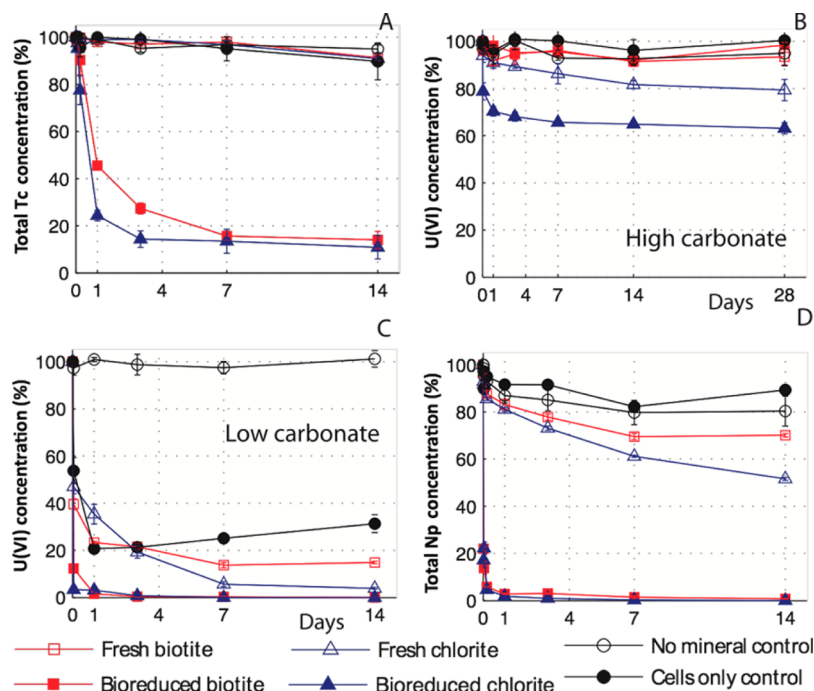 A
Total Tc concentration (%)
100
80
60
40
20
0
0 1 4 7 14
B
U(VI) concentration (%)
100
80
60
40
20
0
High carbonate
01 4 7 14 28
Days
C
U(VI) concentration (%)
100
80
60
40
20
0
Low carbonate
0 1 4 7 14
Days
D
Total Np concentration (%)
100
80
60
40
20
0
0 1 4 7 14
Fresh biotite
Fresh chlorite
No mineral control
Bioreduced biotite
Bioreduced chlorite
Cells only control